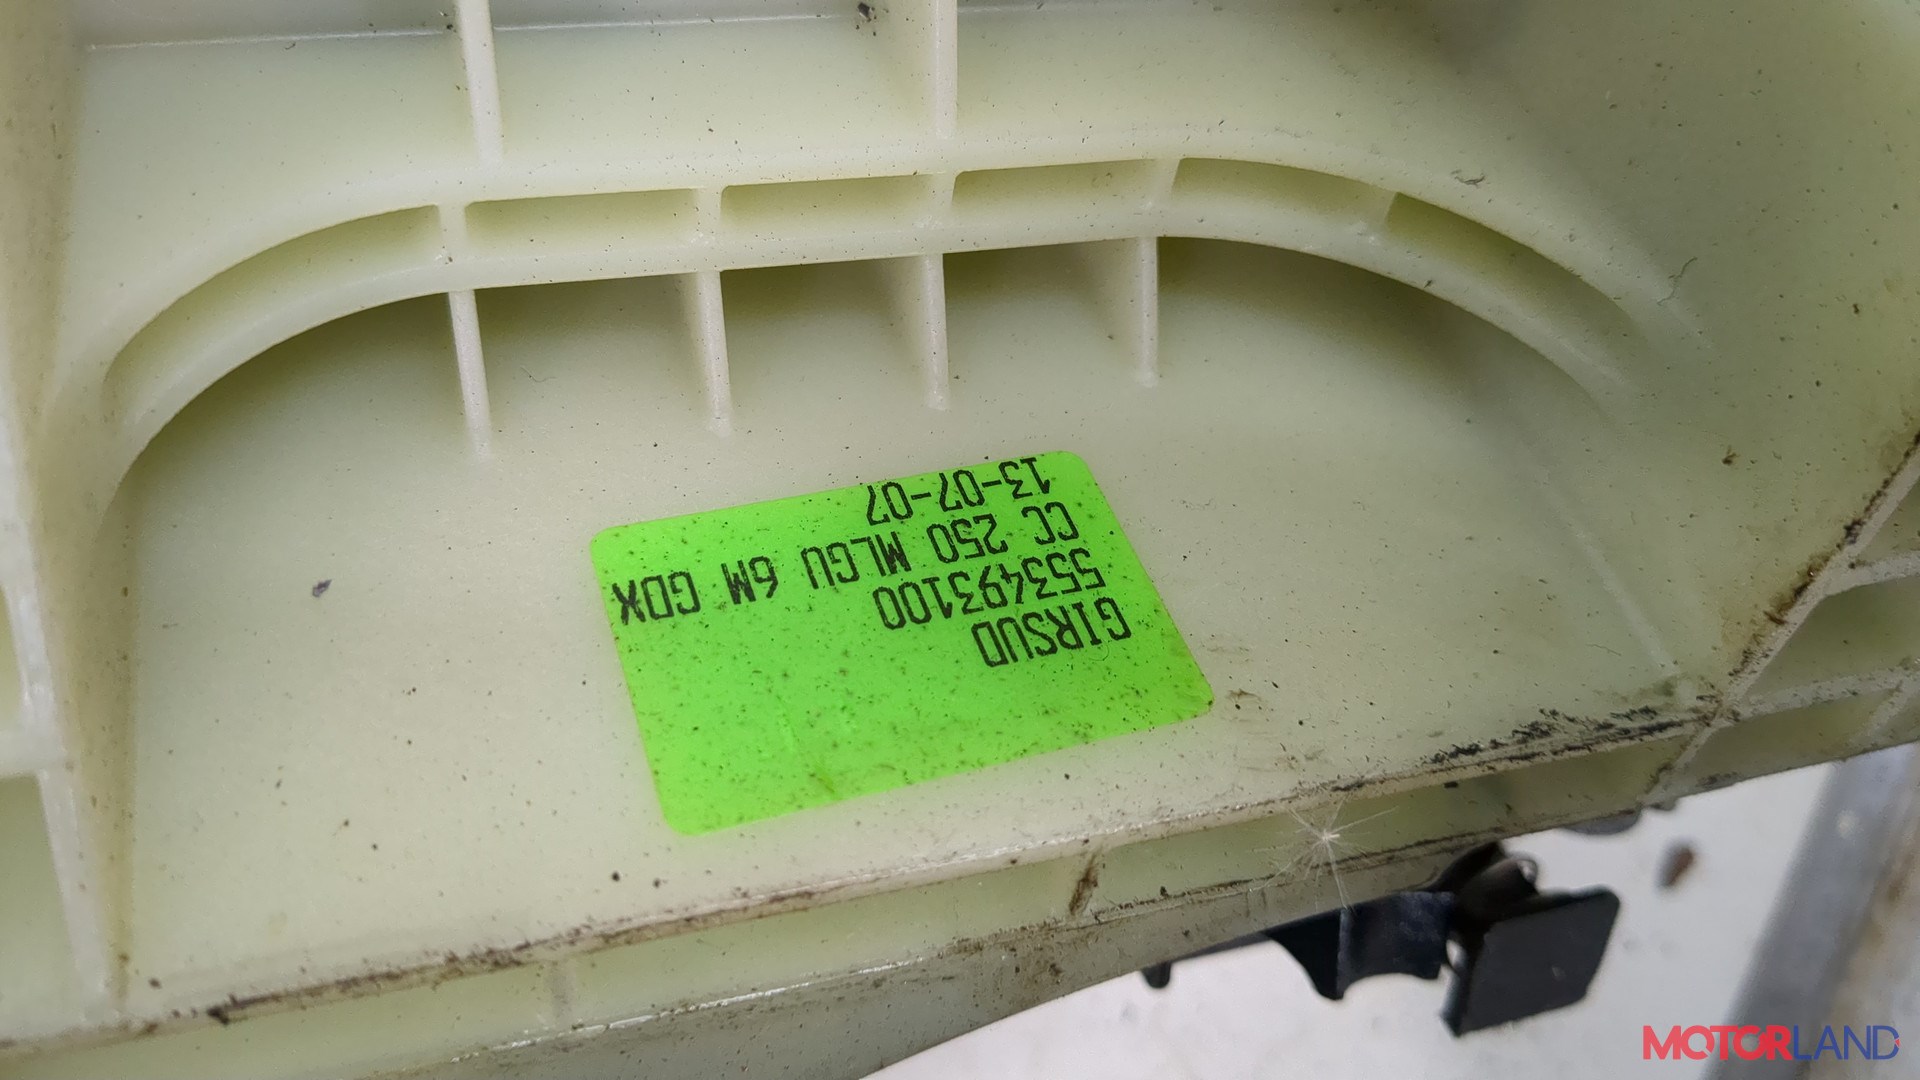 GIRSUD
553493100
CC 250 MLGU 6M GDX
13-07-07
MOTORLAND